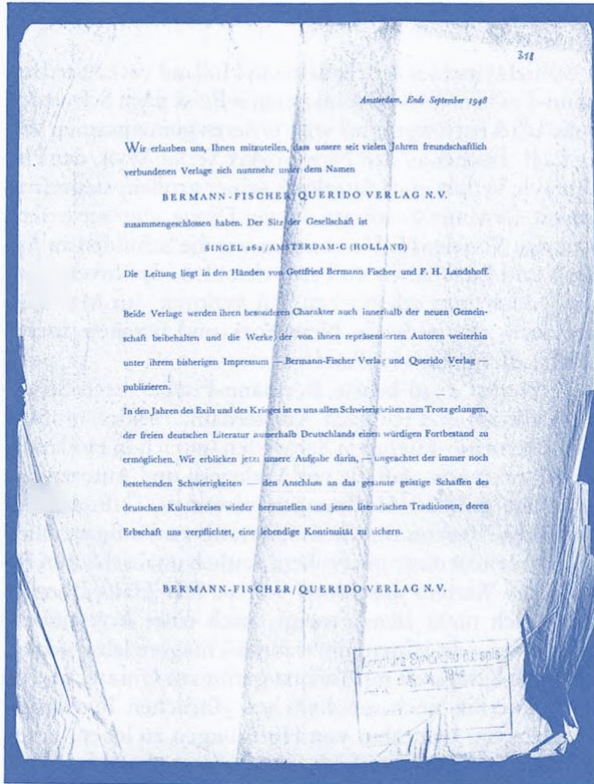 318
Amsterdam, Ende September 1948
Wir erlauben uns, Ihnen mitzuteilen, dass unsere seit vielen Jahren freundschaftlich
verbundenen Verlage sich nunmehr unter dem Namen
BERMANN-FISCHER/QUERIDO VERLAG N.V.
zusammengeschlossen haben. Der Sitz der Gesellschaft ist
SINGEL 262/AMSTERDAM-C (HOLLAND)
Die Leitung liegt in den Händen von Gottfried Bermann Fischer und F. H. Landshoff.
Beide Verlage werden ihren besonderen Charakter auch innerhalb der neuen Gemein-
schaft beibehalten und die Werke der von ihnen repräsentierten Autoren weiterhin
unter ihrem bisherigen Impressum — Bermann-Fischer Verlag und Querido Verlag —
publizieren.
In den Jahren des Exils und des Krieges ist es uns allen Schwierigkeiten zum Trotz gelungen,
der freien deutschen Literatur ausserhalb Deutschlands einen würdigen Fortbestand zu
ermöglichen. Wir erblicken jetzt unsere Aufgabe darin, — ungeachtet der immer noch
bestehenden Schwierigkeiten — den Anschluss an das gesamte geistige Schaffen des
deutschen Kulturkreises wieder herzustellen und jenen literarischen Traditionen, deren
Erbschaft uns verpflichtet, eine lebendige Kontinuität zu sichern.
BERMANN-FISCHER/QUERIDO VERLAG N.V.